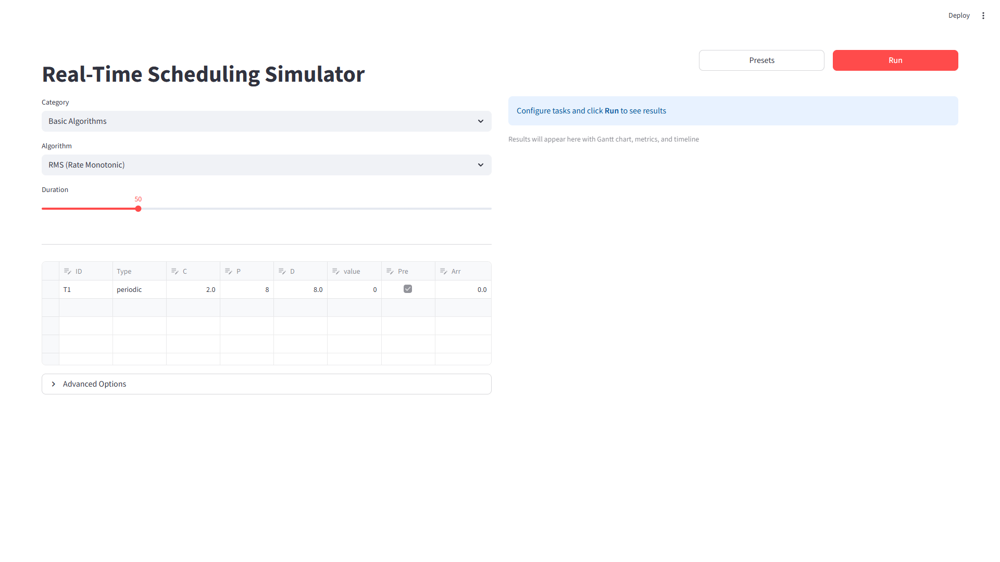 Deploy
Presets
Run
Real-Time Scheduling Simulator
Category
Basic Algorithms
Algorithm
RMS (Rate Monotonic)
Duration
50
ID Type C P D value Pre Arr
T1 periodic 2.0 8 8.0 0 0.0
Advanced Options
Configure tasks and click Run to see results
Results will appear here with Gantt chart, metrics, and timeline